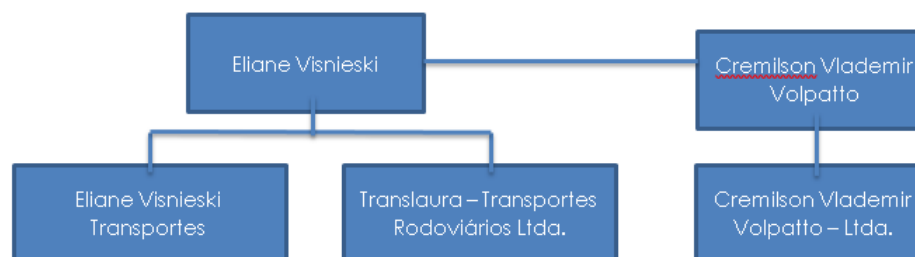 Eliane Visnieski
Cremilson Vlademir
Volpatto
Eliane Visnieski
Transportes
Translaura – Transportes
Rodoviários Ltda.
Cremilson Vlademir
Volpatto – Ltda.